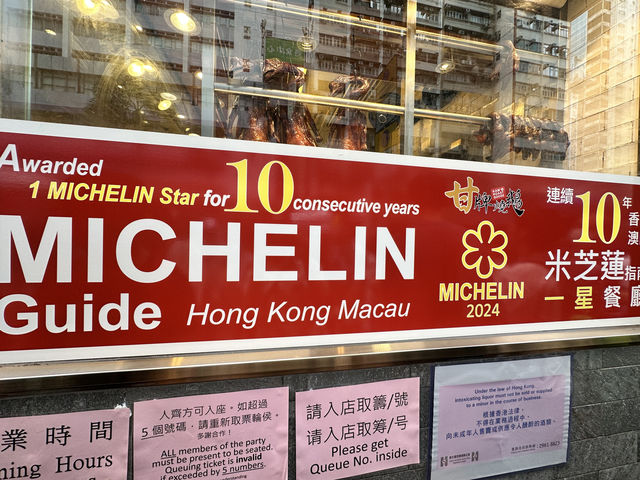 Awarded
1 MICHELIN Star for 10 consecutive years
MICHELIN
Guide Hong Kong Macau
甘牌燒鵝
MICHELIN
2024
連續10年
香澳
米芝蓮指
一星餐廳
業時間
ning Hours
人齊方可入座。如超過
5個號碼﹐請重新取票輪侯。
多謝合作！
ALL members of the party
must be present to be seated.
Queuing ticket is invalid
if exceeded by 5 numbers.
請入店取籌/號
请入店取筹/号
Please get
Queue No. inside
Under the law of Hong Kong,
intoxicating liquor must not be sold or supplied
to a minor in the course of business.
根據香港法律，
不得在業務過程中，
向未成年人售賣或供應令人醺醉的酒類。